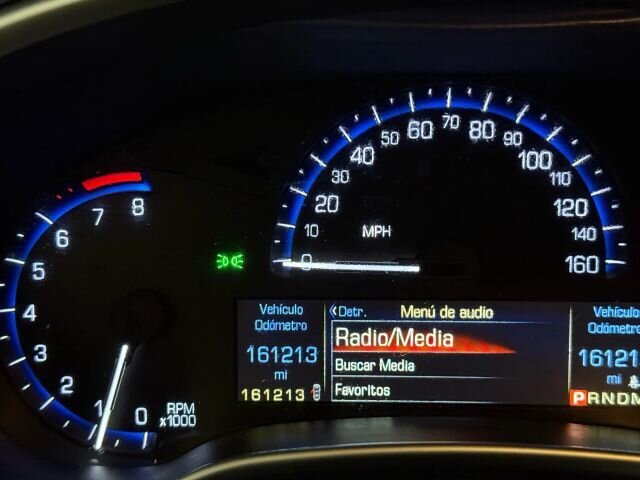 8
7
6
5
4
3
2
1
0
RPM
x1000
0
10
20
30
40
50
60
70
80
90
100
110
120
140
160
MPH
Vehículo
Odómetro
161213
mi
161213
Detr. Menú de audio
Radio/Media
Buscar Media
Favoritos
Vehículo
Odómetro
161213
mi
PRNDM